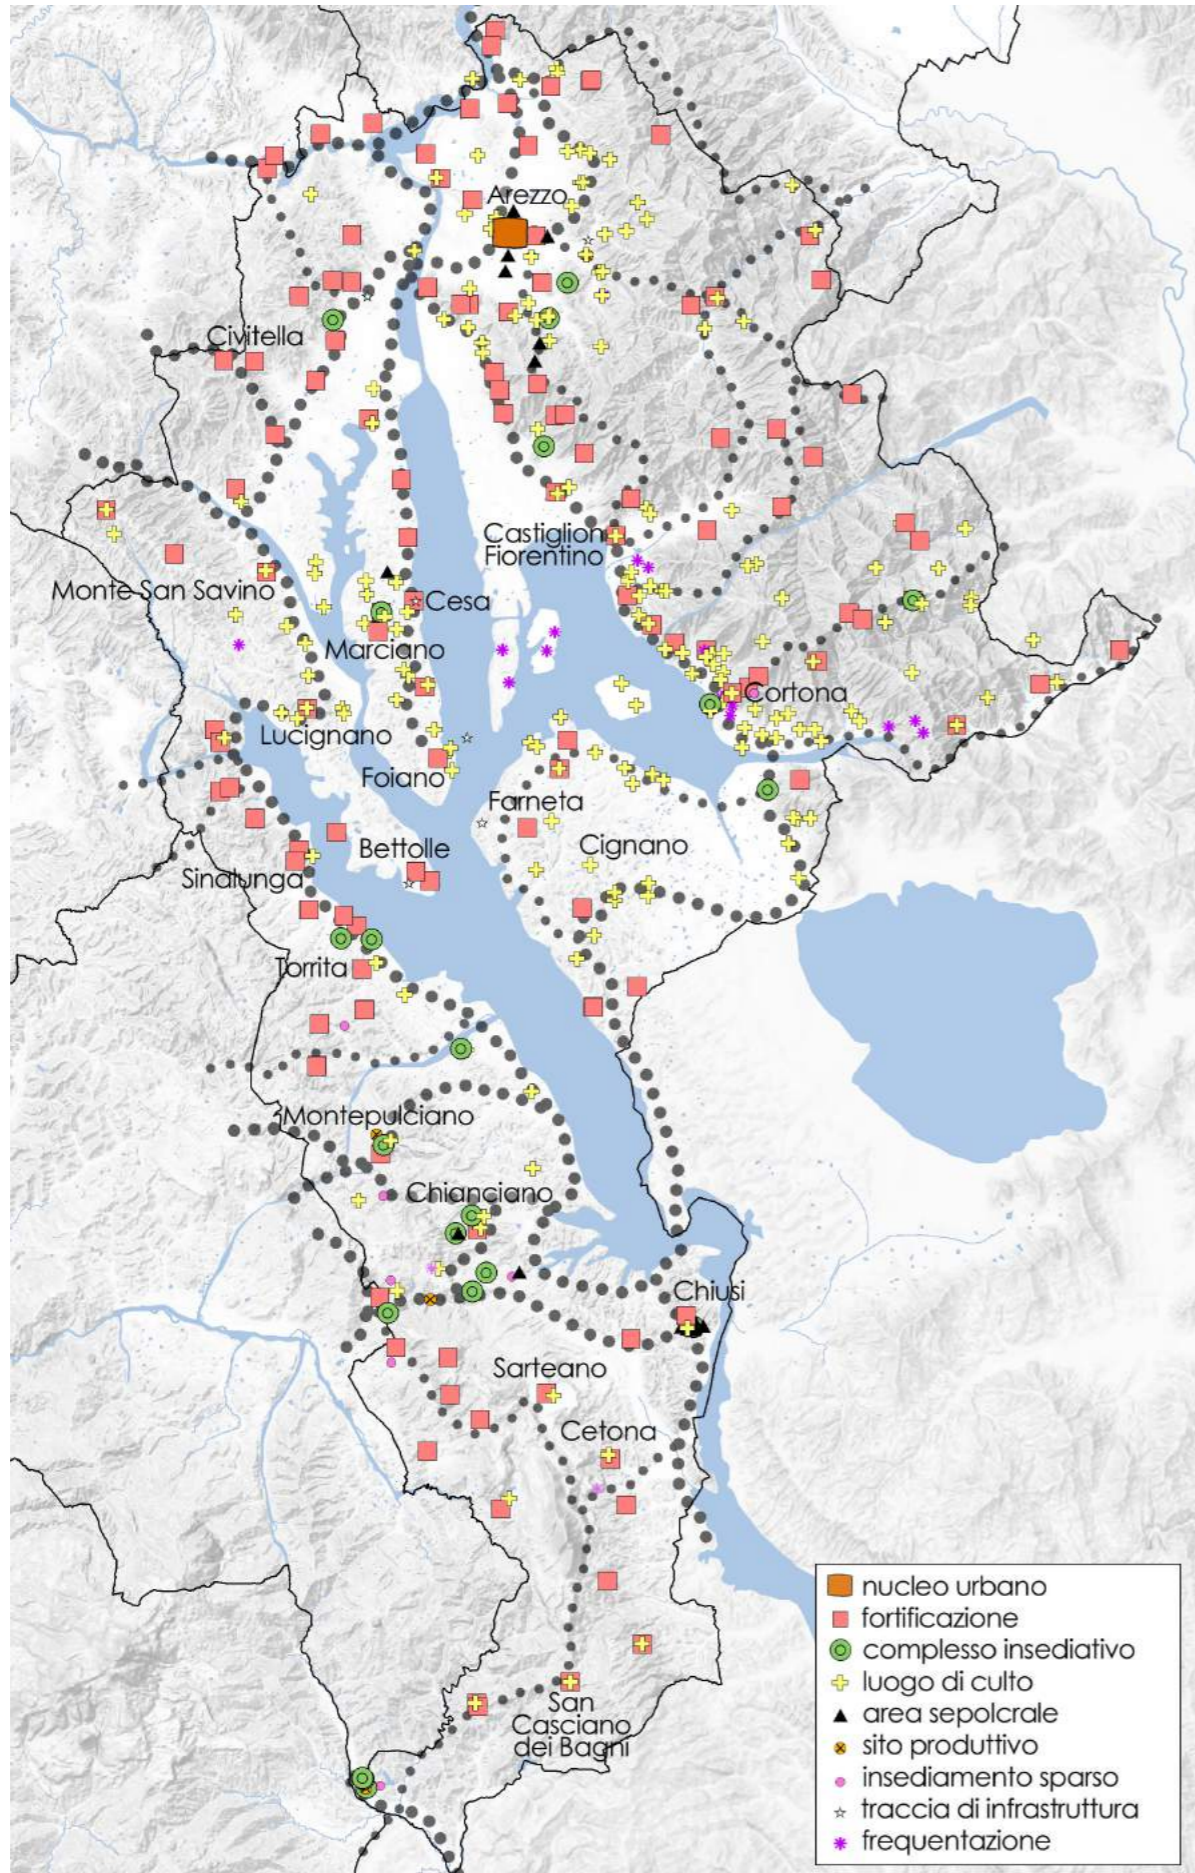 Arezzo
Civitella
Castiglion
Fiorentino
Monte San Savino
Cesa
Marciano
Cortona
Lucignano
Foiano
Farneta
Bettolle
Cignano
Sinalunga
Torrita
Montepulciano
Chianciano
Chiusi
Sarteano
Cetona
San
Casciano
dei Bagni
nucleo urbano
fortificazione
complesso insediativo
luogo di culto
area sepolcrale
sito produttivo
insediamento sparso
traccia di infrastruttura
frequentazione